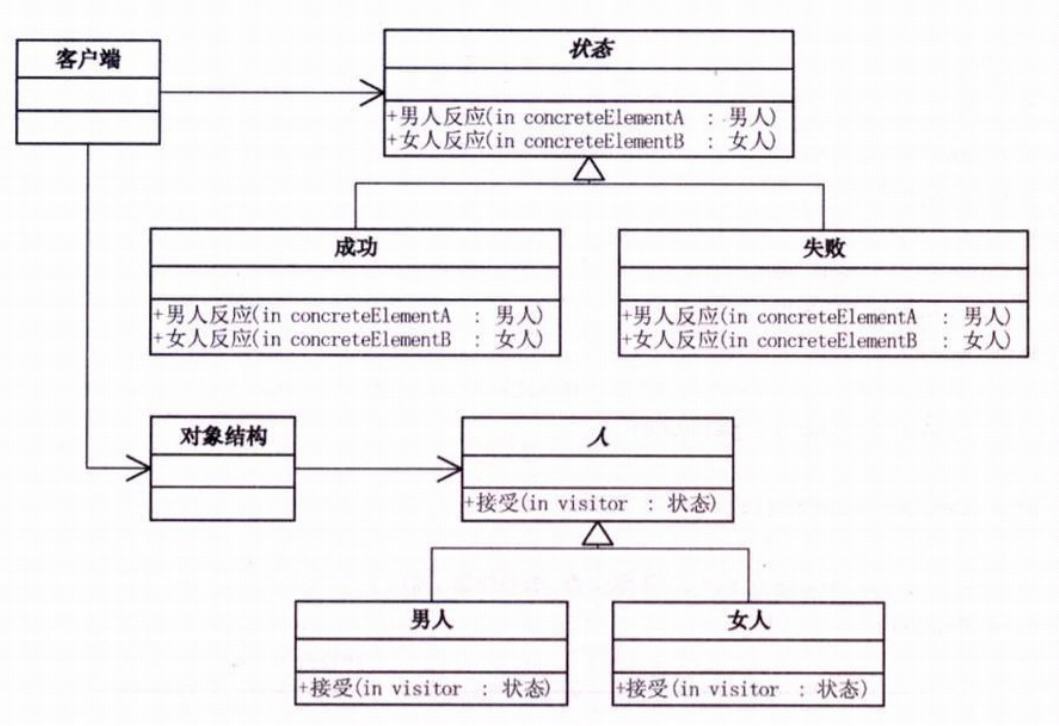 客户端
状态
+男人反应(in concreteElementA : 男人)
+女人反应(in concreteElementB : 女人)
成功
+男人反应(in concreteElementA : 男人)
+女人反应(in concreteElementB : 女人)
失败
+男人反应(in concreteElementA : 男人)
+女人反应(in concreteElementB : 女人)
对象结构
人
+接受(in visitor : 状态)
男人
+接受(in visitor : 状态)
女人
+接受(in visitor : 状态)